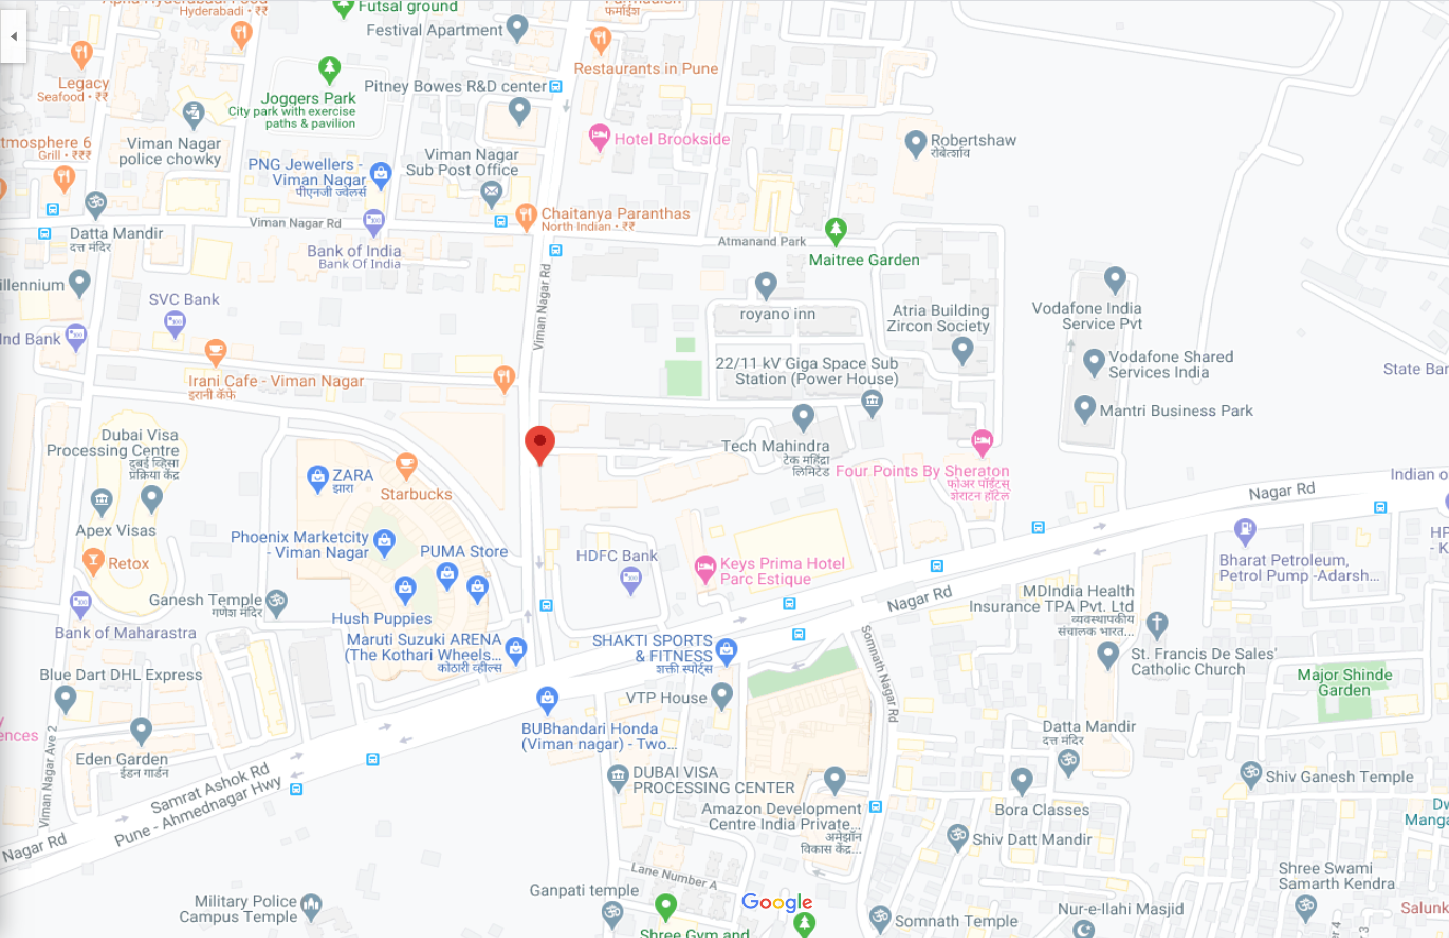 Apna Hyderabadi Food
Hyderabadi • ₹₹
Futsal ground
Festival Apartment
फर्माईश
Restaurants in Pune
Legacy
Seafood • ₹₹
Joggers Park
City park with exercise
paths & pavilion
Pitney Bowes R&D center
Viman Nagar
police chowky
tmosphere 6
Grill • ₹₹₹
PNG Jewellers -
Viman Nagar
पीएनजी ज्वेलर्स
Viman Nagar
Sub Post Office
Hotel Brookside
Robertshaw
रोबेर्त्शॉव
Chaitanya Paranthas
North Indian • ₹₹
Viman Nagar Rd
Datta Mandir
दत्त मंदिर
Bank of India
Bank Of India
Atmanand Park
Maitree Garden
illennium
SVC Bank
Viman Nagar Rd
royano inn
Atria Building
Zircon Society
Vodafone India
Service Pvt
Ind Bank
Vodafone Shared
Services India
State Ban
22/11 kV Giga Space Sub
Station (Power House)
Irani Cafe - Viman Nagar
इरानी कॅफे
Mantri Business Park
Dubai Visa
Processing Centre
दुबई व्हिसा
प्रक्रिया केंद्र
Tech Mahindra
टेक महिंद्रा
लिमिटेड
Four Points By Sheraton
फोअर पॉईंट्स
शेराटन हॉटेल
ZARA
झारा
Starbucks
Nagar Rd
Indian o
Apex Visas
Phoenix Marketcity
- Viman Nagar
PUMA Store
HDFC Bank
Keys Prima Hotel
Parc Estique
Retox
Bharat Petroleum,
Petrol Pump -Adarsh...
HP
- K
Ganesh Temple
गणेश मंदिर
Hush Puppies
Nagar Rd
MDIndia Health
Insurance TPA Pvt. Ltd
व्यवस्थापकीय
संचालक भारत...
Bank of Maharastra
Maruti Suzuki ARENA
(The Kothari Wheels...
कोठारी व्हील्स
SHAKTI SPORTS
& FITNESS
शक्ती स्पोर्ट्स
Somnath Nagar Rd
St. Francis De Sales'
Catholic Church
Blue Dart DHL Express
VTP House
Major Shinde
Garden
ences
BUBhandari Honda
(Viman nagar) - Two...
Datta Mandir
दत्त मंदिर
Viman Nagar Ave 2
Eden Garden
ईडन गार्डन
Samrat Ashok Rd
Pune - Ahmednagar Hwy
DUBAI VISA
PROCESSING CENTER
Shiv Ganesh Temple
Amazon Development
Centre India Private...
अमेझॉन
विकास केंद्र...
Bora Classes
Dw
Manga
Nagar Rd
Shiv Datt Mandir
Lane Number A
Shree Swami
Samarth Kendra
Ganpati temple
Military Police
Campus Temple
Google
Nur-e-Ilahi Masjid
Salunk
Somnath Temple
Shree Gym and